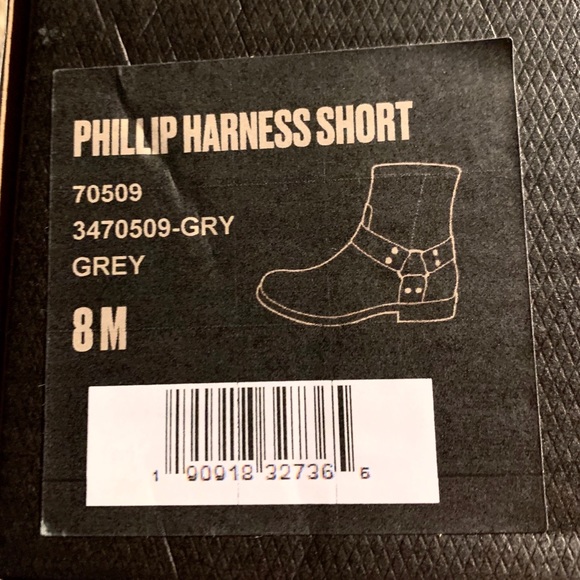 PHILLIP HARNESS SHORT
70509
3470509-GRY
GREY
8 M
1 90918 32736 6